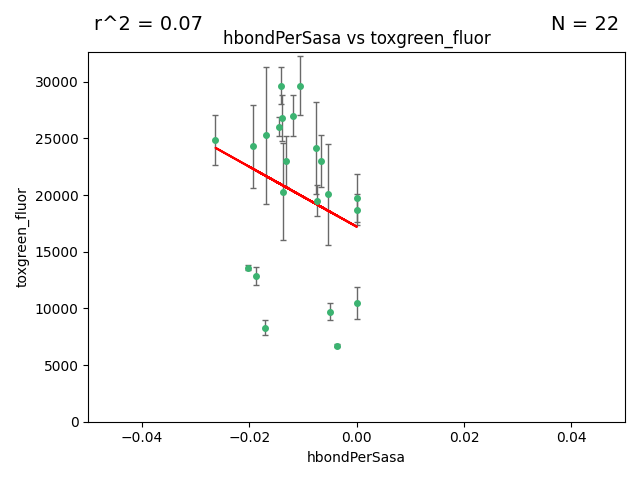 r^2 = 0.07
N = 22
hbondPerSasa vs toxgreen_fluor
30000
25000
20000
15000
10000
5000
0
toxgreen_fluor
−0.04
−0.02
0.00
0.02
0.04
hbondPerSasa